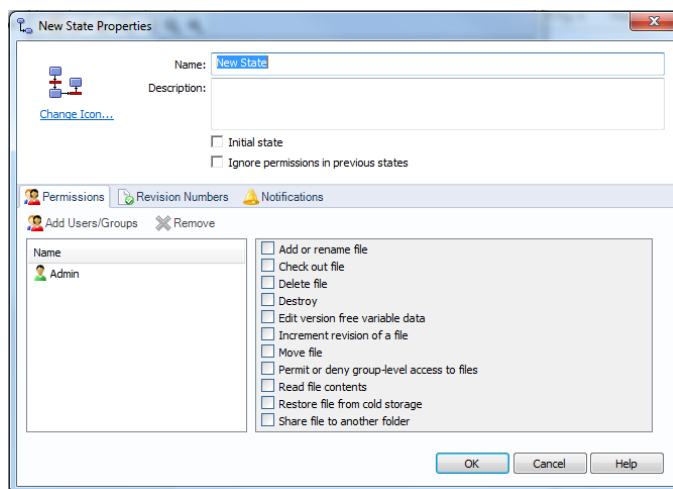 New State Properties
Name: New State
Description:
Change Icon...
Initial state
Ignore permissions in previous states
Permissions Revision Numbers Notifications
Add Users/Groups Remove
Name
Admin
Add or rename file
Check out file
Delete file
Destroy
Edit version free variable data
Increment revision of a file
Move file
Permit or deny group-level access to files
Read file contents
Restore file from cold storage
Share file to another folder
OK Cancel Help